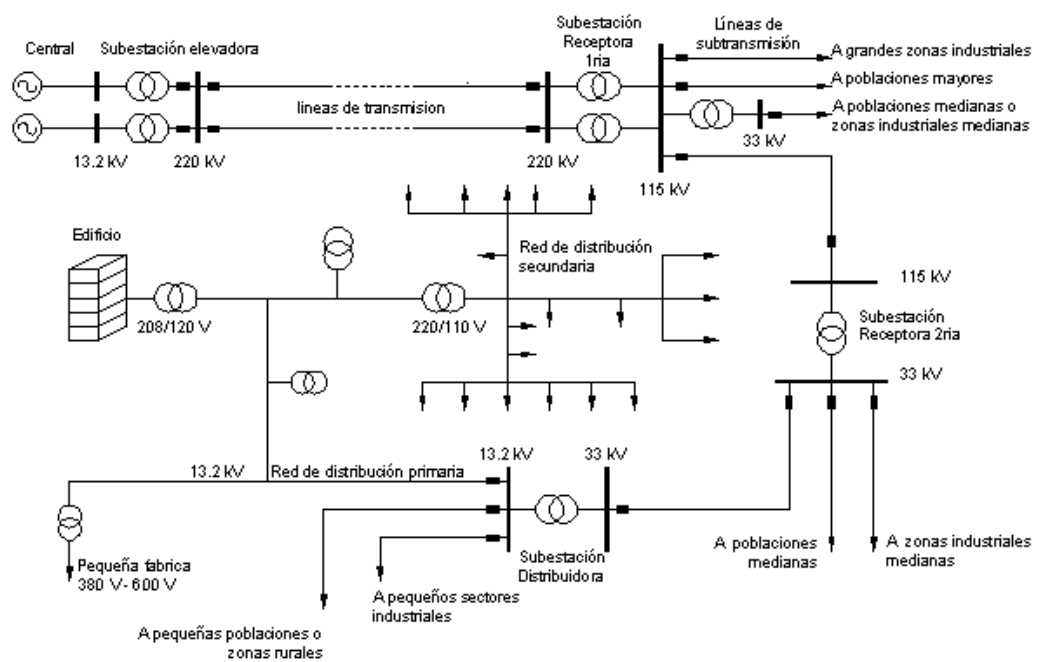 Central
Subestación elevadora
Subestación
Receptora
1ria
Líneas de
subtransmisión
A grandes zonas industriales
A poblaciones mayores
A poblaciones medianas o
zonas industriales medianas
lineas de transmision
13.2 kV
220 kV
220 kV
33 kV
115 kV
Edificio
Red de distribución
secundaria
115 kV
208/120 V
220/110 V
Subestación
Receptora 2ria
33 kV
13.2 kV
33 kV
13.2 kV
Red de distribución primaria
Pequeña fabrica
380 V- 600 V
Subestación
Distribuidora
A poblaciones
medianas
A zonas industriales
medianas
A pequeños sectores
industriales
A pequeñas poblaciones o
zonas rurales